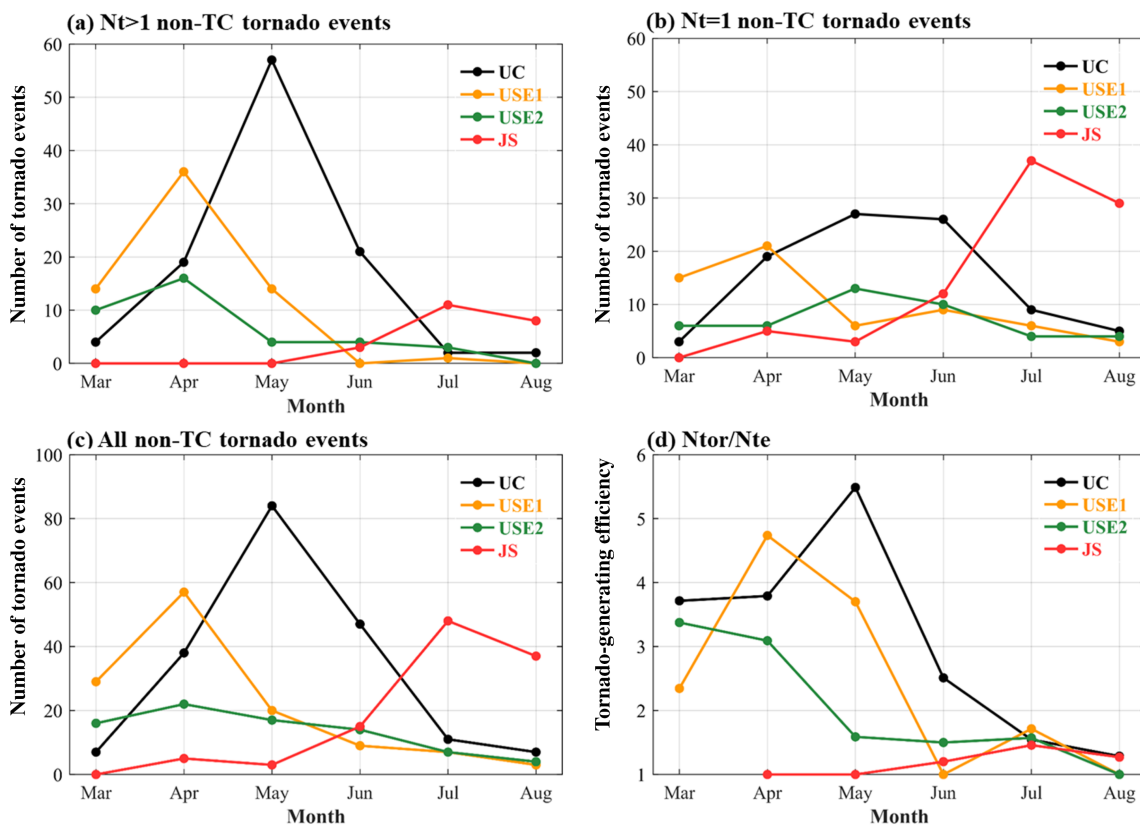 (a) Nt>1 non-TC tornado events
Number of tornado events
60
50
40
30
20
10
0
UC
USE1
USE2
JS
Mar Apr May Jun Jul Aug
Month
(b) Nt=1 non-TC tornado events
Number of tornado events
60
50
40
30
20
10
0
UC
USE1
USE2
JS
Mar Apr May Jun Jul Aug
Month
(c) All non-TC tornado events
Number of tornado events
100
80
60
40
20
0
UC
USE1
USE2
JS
Mar Apr May Jun Jul Aug
Month
(d) Ntor/Nte
Tornado-generating efficiency
6
5
4
3
2
1
UC
USE1
USE2
JS
Mar Apr May Jun Jul Aug
Month